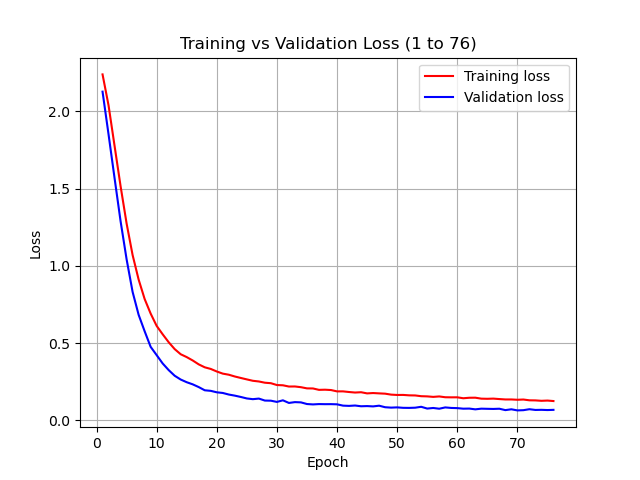 Training vs Validation Loss (1 to 76)
Training loss
Validation loss
Loss
2.0
1.5
1.0
0.5
0.0
0 10 20 30 40 50 60 70
Epoch